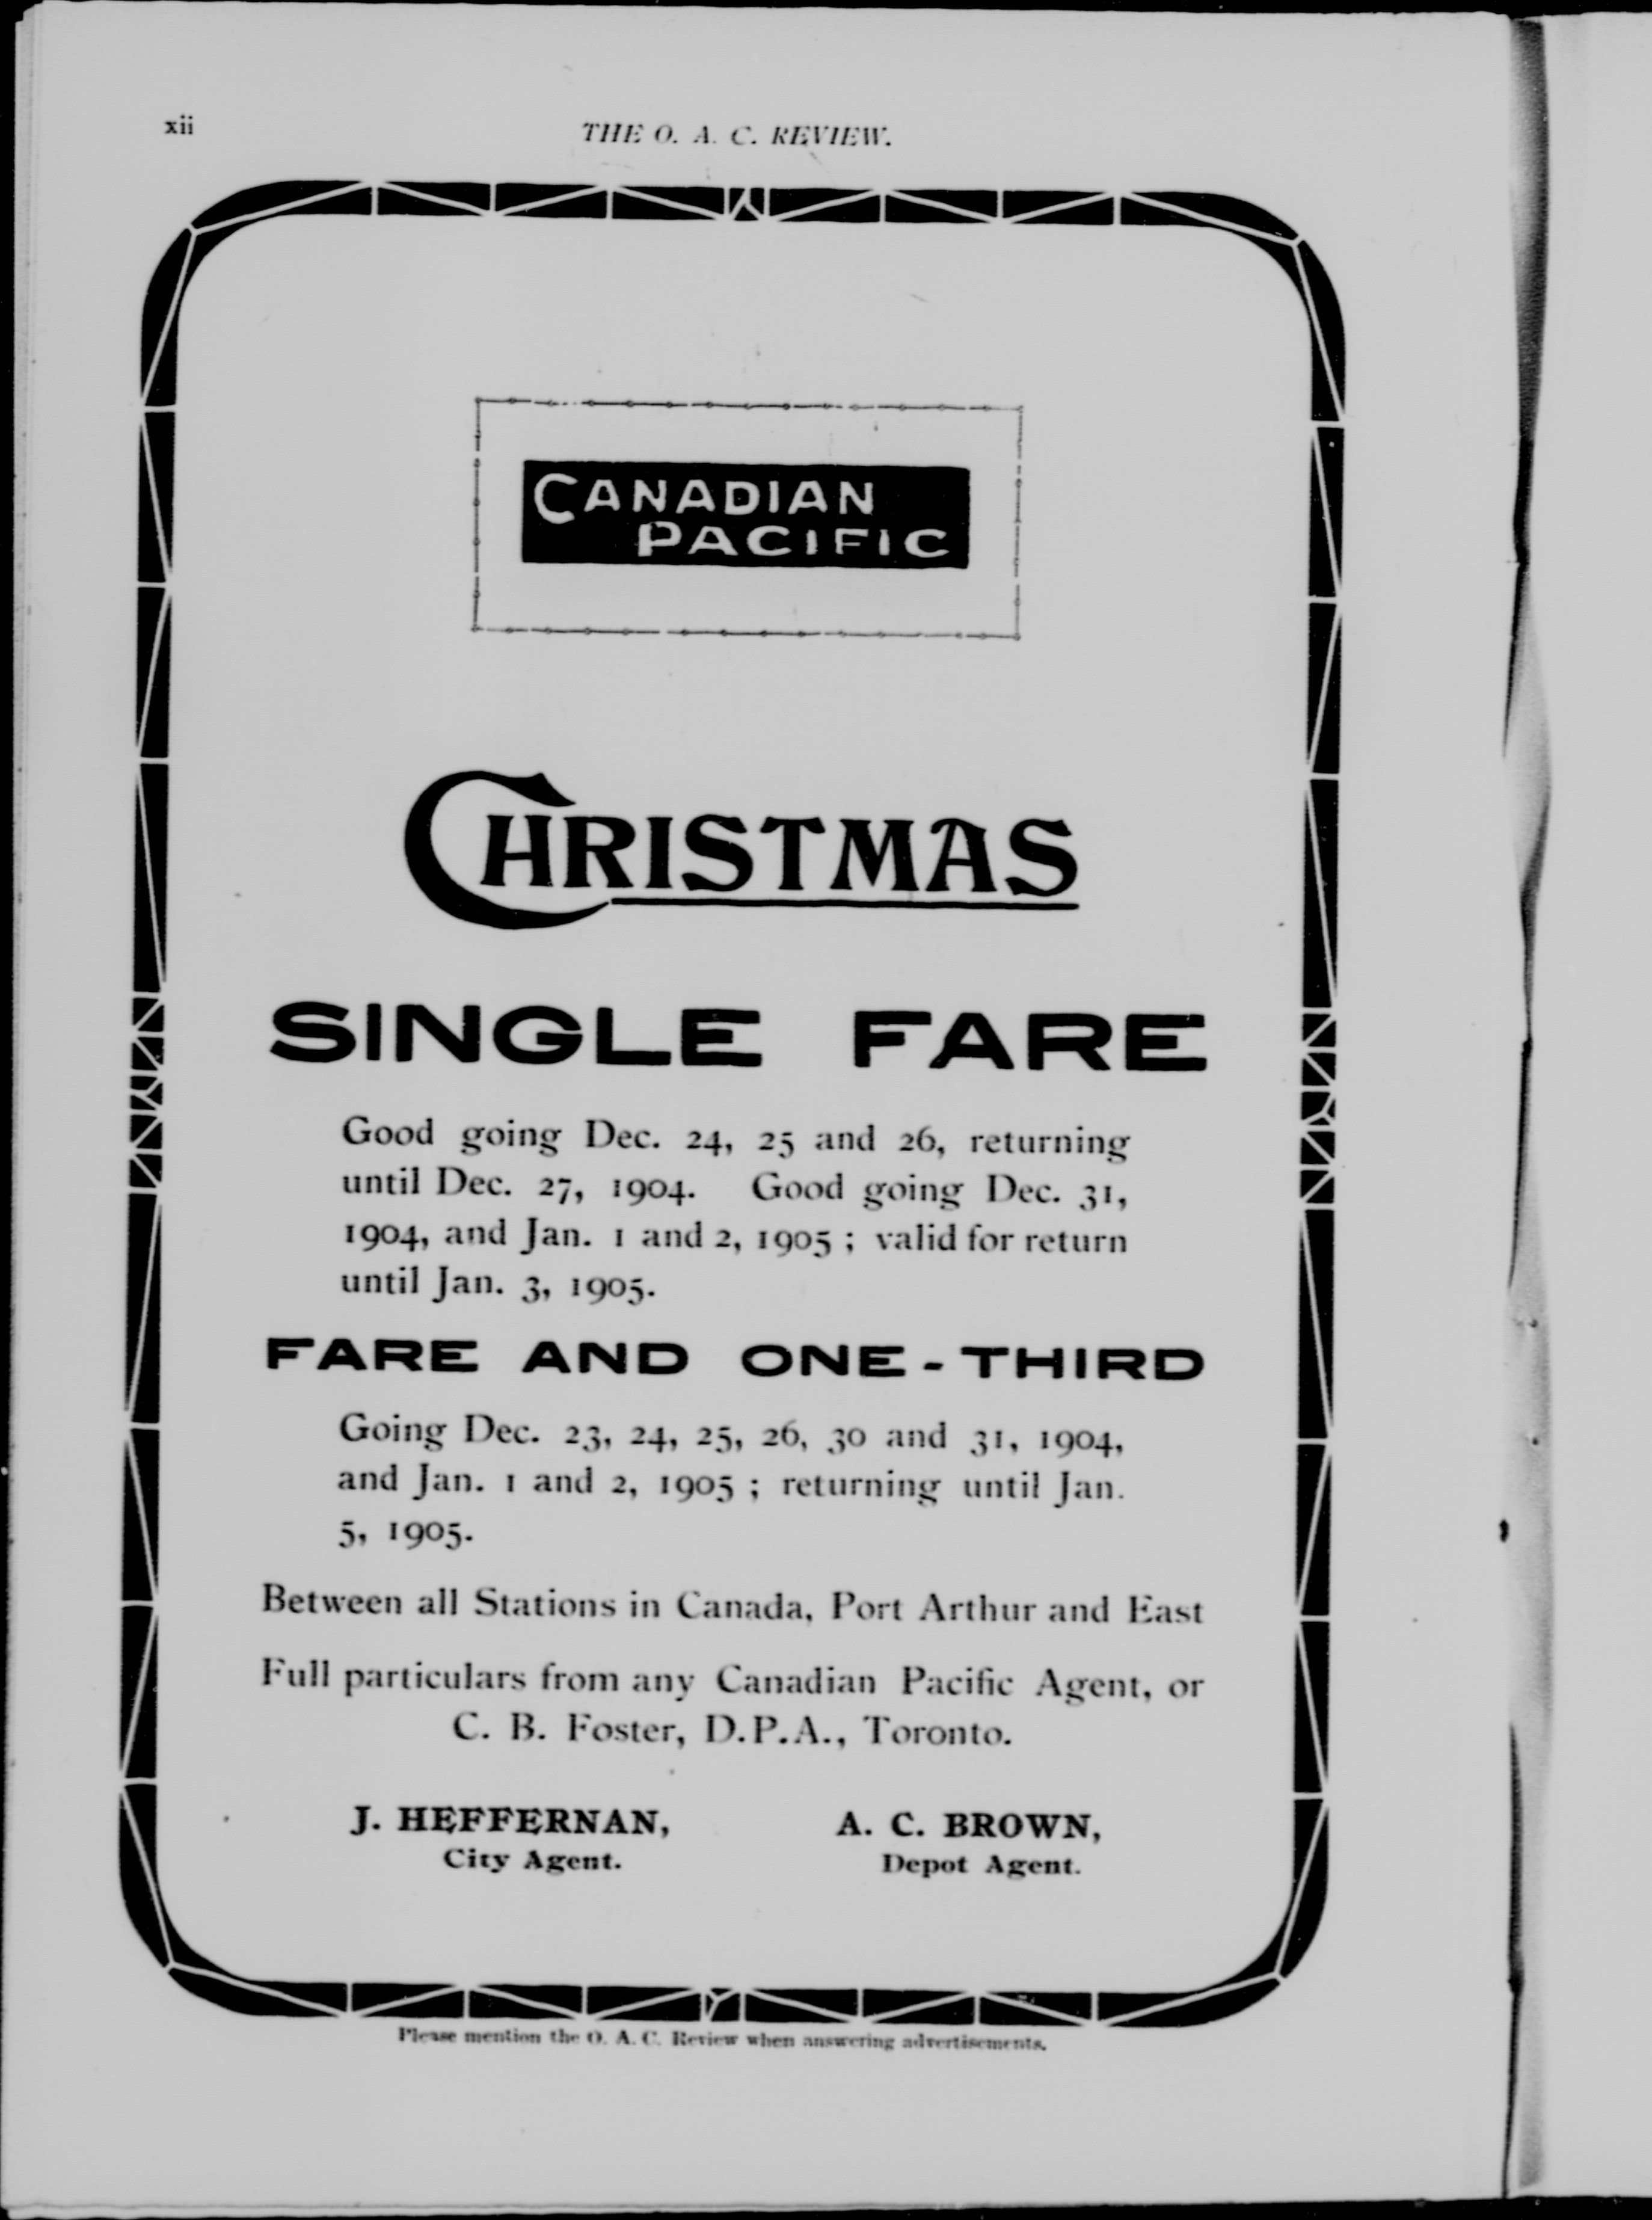 xii
THE O. A. C. REVIEW.
CANADIAN
PACIFIC
CHRISTMAS
SINGLE FARE
Good going Dec. 24, 25 and 26, returning
until Dec. 27, 1904. Good going Dec. 31,
1904, and Jan. 1 and 2, 1905 ; valid for return
until Jan. 3, 1905.
FARE AND ONE-THIRD
Going Dec. 23, 24, 25, 26, 30 and 31, 1904,
and Jan. 1 and 2, 1905 ; returning until Jan.
5, 1905.
Between all Stations in Canada, Port Arthur and East
Full particulars from any Canadian Pacific Agent, or
C. B. Foster, D.P.A., Toronto.
J. HEFFERNAN, A. C. BROWN,
City Agent. Depot Agent.
Please mention the O. A. C. Review when answering advertisements.